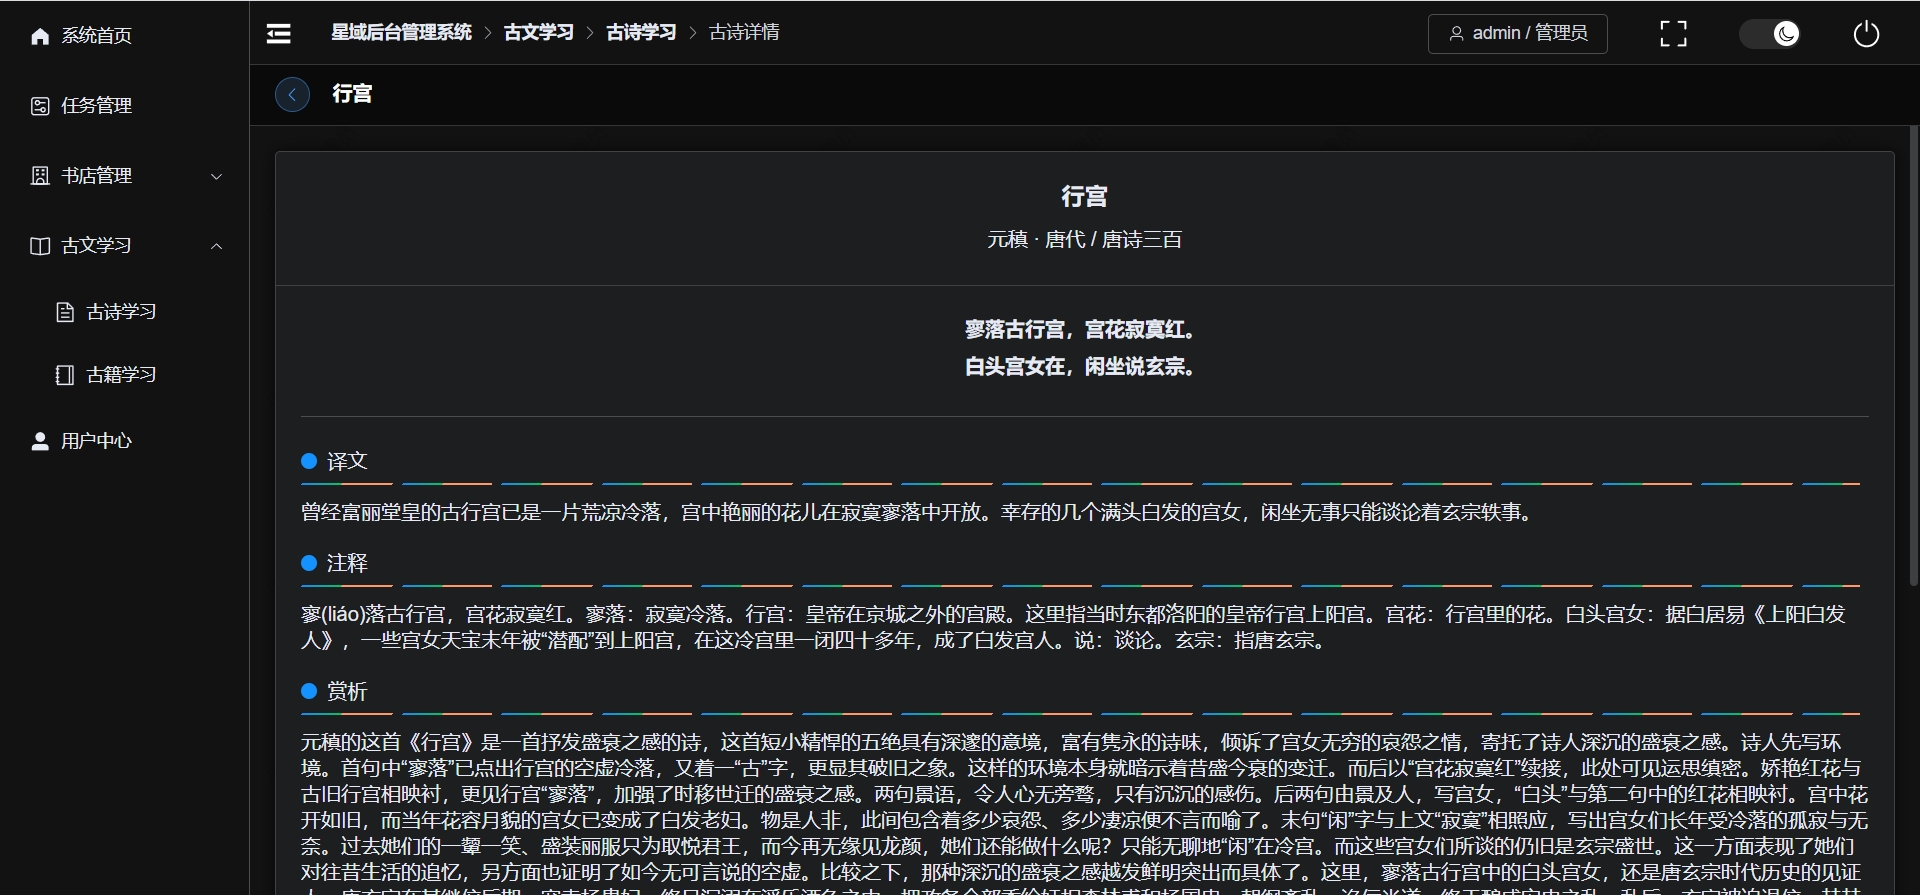 系统首页
任务管理
书店管理
古文学习
古诗学习
古籍学习
用户中心
星域后台管理系统 > 古文学习 > 古诗学习 > 古诗详情
admin / 管理员
行宫
行宫
元稹 · 唐代 / 唐诗三百
寥落古行宫，宫花寂寞红。
白头宫女在，闲坐说玄宗。
译文
曾经富丽堂皇的古行宫已是一片荒凉冷落，宫中艳丽的花儿在寂寞寥落中开放。幸存的几个满头白发的宫女，闲坐无事只能谈论着玄宗轶事。
注释
寥(liáo)落古行宫，宫花寂寞红。寥落：寂寞冷落。行宫：皇帝在京城之外的宫殿。这里指当时东都洛阳的皇帝行宫上阳宫。宫花：行宫里的花。白头宫女：据白居易《上阳白发
人》，一些宫女天宝末年被“潜配”到上阳宫，在这冷宫里一闭四十多年，成了白发宫人。说：谈论。玄宗：指唐玄宗。
赏析
元稹的这首《行宫》是一首抒发盛衰之感的诗，这首短小精悍的五绝具有深邃的意境，富有隽永的诗味，倾诉了宫女无穷的哀怨之情，寄托了诗人深沉的盛衰之感。诗人先写环
境。首句中“寥落”已点出行宫的空虚冷落，又着一“古”字，更显其破旧之象。这样的环境本身就暗示着昔盛今衰的变迁。而后以“宫花寂寞红”续接，此处可见运思缜密。娇艳红花与
古旧行宫相映衬，更见行宫“寥落”，加强了时移世迁的盛衰之感。两句景语，令人心无旁骛，只有沉沉的感伤。后两句由景及人，写宫女，“白头”与第二句中的红花相映衬。宫中花
开如旧，而当年花容月貌的宫女已变成了白发老妇。物是人非，此间包含着多少哀怨、多少凄凉便不言而喻了。末句“闲”字与上文“寂寞”相照应，写出宫女们长年受冷落的孤寂与无
奈。过去她们的一颦一笑、盛装丽服只为取悦君王，而今再无缘见龙颜，她们还能做什么呢？只能无聊地“闲”在冷宫。而这些宫女们所谈的仍旧是玄宗盛世。这一方面表现了她们
对往昔生活的追忆，另方面也证明了如今无可言说的空虚。比较之下，那种深沉的盛衰之感越发鲜明突出而具体了。这里，寥落古行宫中的白头宫女，还是唐玄宗时代历史的见证